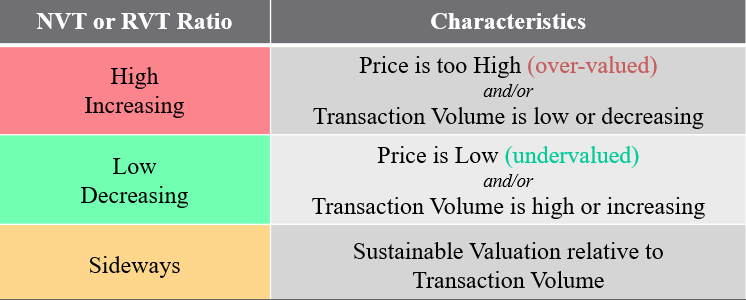 NVT or RVT Ratio
Characteristics
High
Increasing
Price is too High (over-valued)
and/or
Transaction Volume is low or decreasing
Low
Decreasing
Price is Low (undervalued)
and/or
Transaction Volume is high or increasing
Sideways
Sustainable Valuation relative to
Transaction Volume